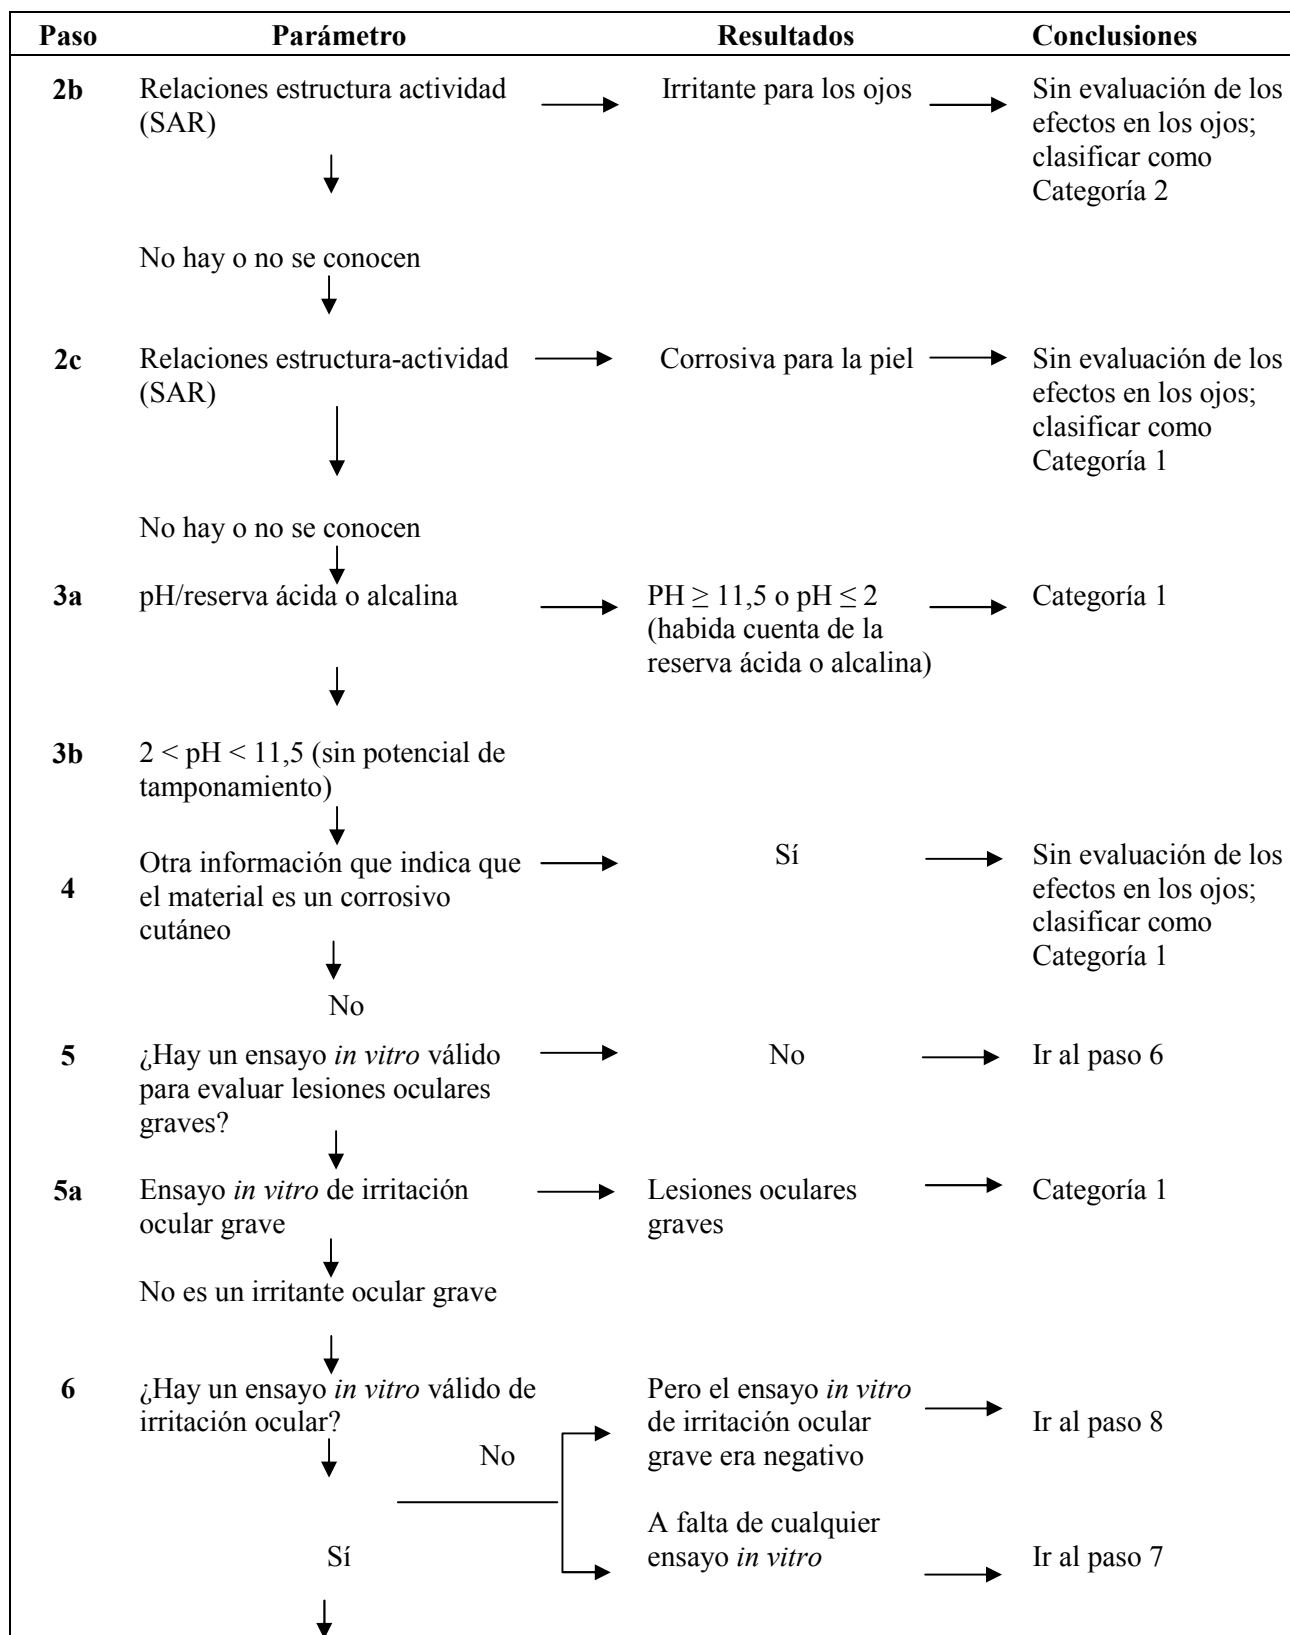 Paso Parámetro Resultados Conclusiones
2b Relaciones estructura actividad Irritante para los ojos Sin evaluación de los
(SAR) efectos en los ojos;
clasificar como
Categoría 2
No hay o no se conocen
2c Relaciones estructura-actividad Corrosiva para la piel Sin evaluación de los
(SAR) efectos en los ojos;
clasificar como
Categoría 1
No hay o no se conocen
3a pH/reserva ácida o alcalina PH ≥ 11,5 o pH ≤ 2 Categoría 1
(habida cuenta de la
reserva ácida o alcalina)
3b 2 < pH < 11,5 (sin potencial de
tamponamiento)
4 Otra información que indica que Sí Sin evaluación de los
el material es un corrosivo efectos en los ojos;
cutáneo clasificar como
Categoría 1
No
5 ¿Hay un ensayo in vitro válido No Ir al paso 6
para evaluar lesiones oculares
graves?
5a Ensayo in vitro de irritación Lesiones oculares Categoría 1
ocular grave graves
No es un irritante ocular grave
6 ¿Hay un ensayo in vitro válido de Pero el ensayo in vitro
irritación ocular? de irritación ocular Ir al paso 8
No grave era negativo
A falta de cualquier
Sí ensayo in vitro Ir al paso 7